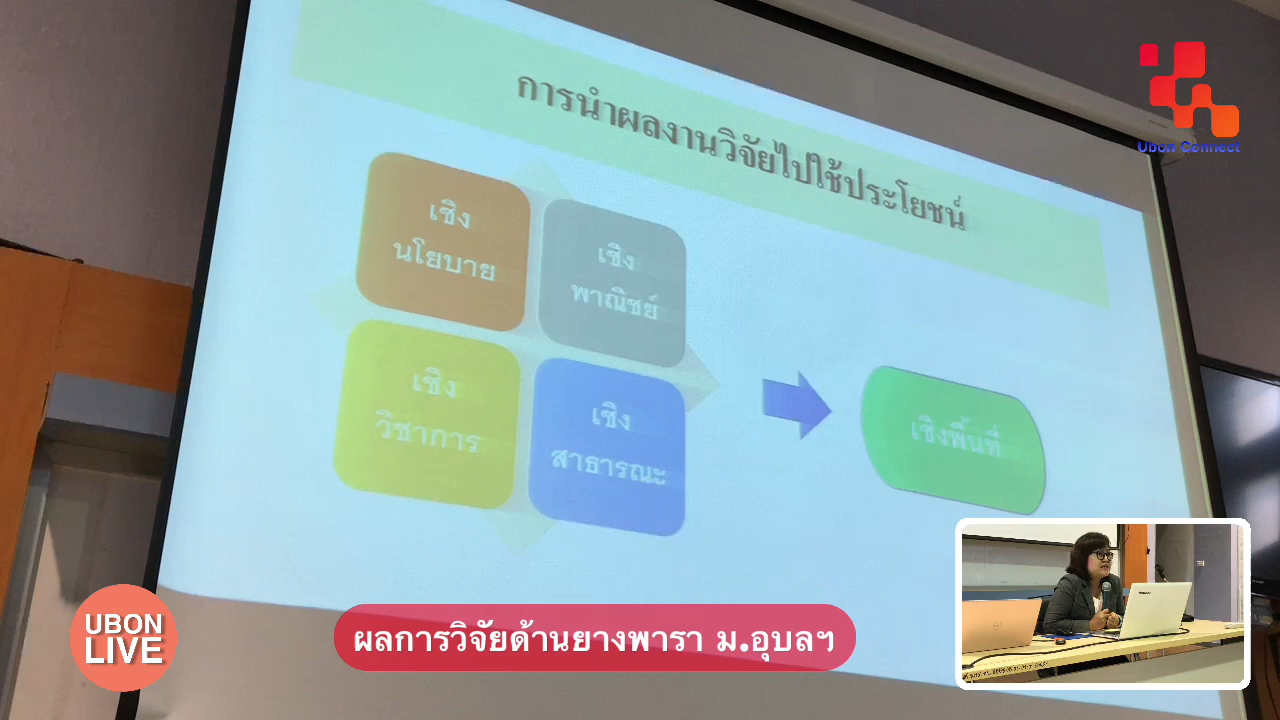 การนำผลงานวิจัยไปใช้ประโยชน์
Ubon Connect
เชิง
นโยบาย
เชิง
พาณิชย์
เชิง
วิชาการ
เชิง
สาธารณะ
เชิงพื้นที่
UBON
LIVE
ผลการวิจัยด้านยางพารา ม.อุบลฯ